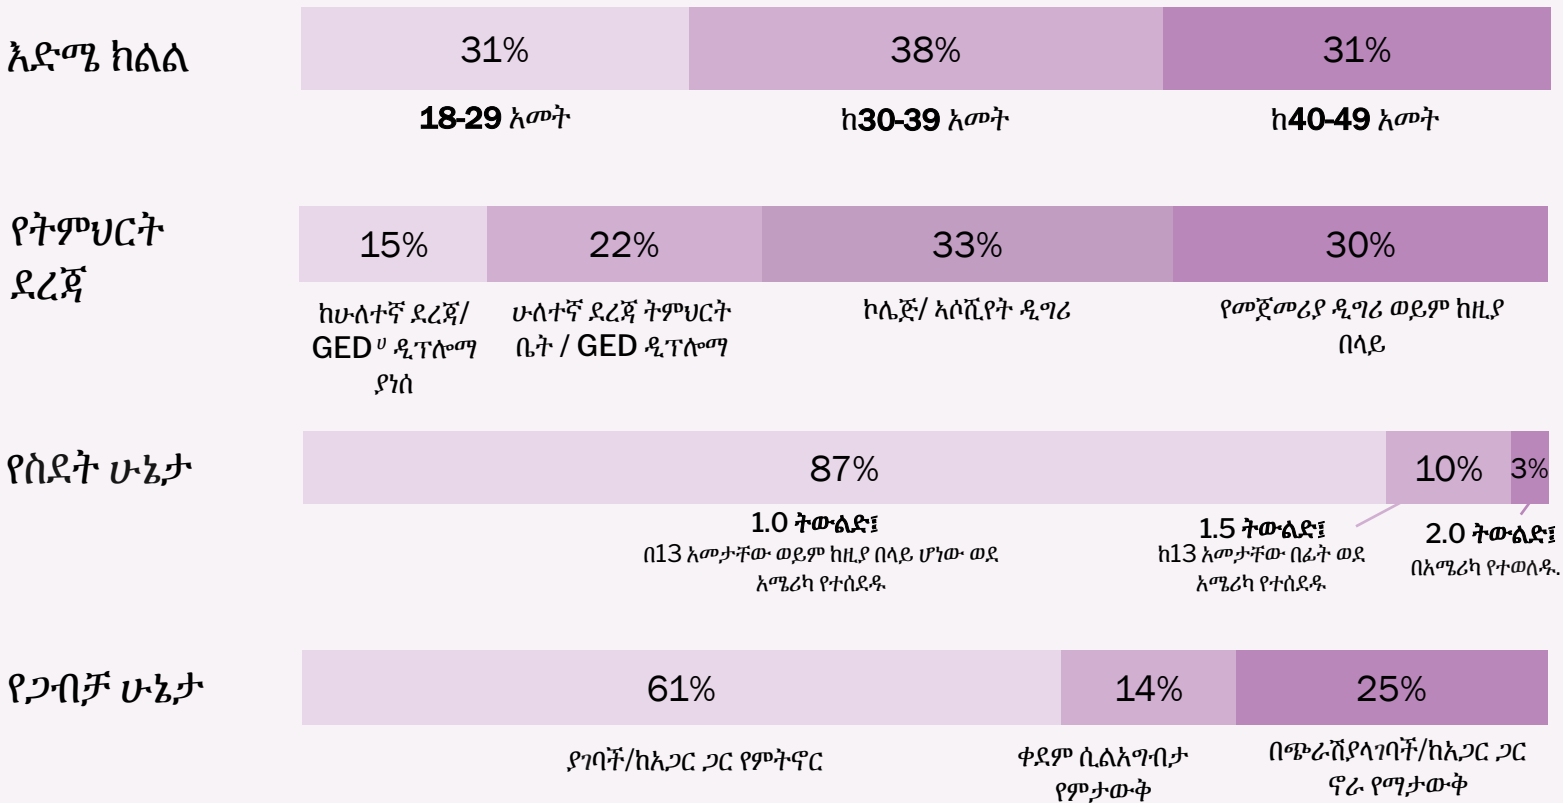 እድሜ ክልል
31% 38% 31%
18-29 አመት ከ30-39 አመት ከ40-49 አመት
የትምህርት
ደረጃ
15% 22% 33% 30%
ከሁለተኛ ደረጃ/
GED ሀ ዲፕሎማ
ያነሰ
ሁለተኛ ደረጃ ትምህርት
ቤት / GED ዲፕሎማ
ኮሌጅ/ ኣሶሺየት ዲግሪ
የመጀመሪያ ዲግሪ ወይም ከዚያ
በላይ
የስደት ሁኔታ
87% 10% 3%
1.0 ትውልድ፤
በ13 አመታቸው ወይም ከዚያ በላይ ሆነው ወደ
አሜሪካ የተሰደዱ
1.5 ትውልድ፤
ከ13 አመታቸው በፊት ወደ
አሜሪካ የተሰደዱ
2.0 ትውልድ፤
በአሜሪካ የተወለዱ.
የጋብቻ ሁኔታ
61% 14% 25%
ያገባች/ከአጋር ጋር የምትኖር
ቀደም ሲልአግብታ
የምታውቅ
በጭራሽያላገባች/ከአጋር ጋር
ኖራ የማታውቅ